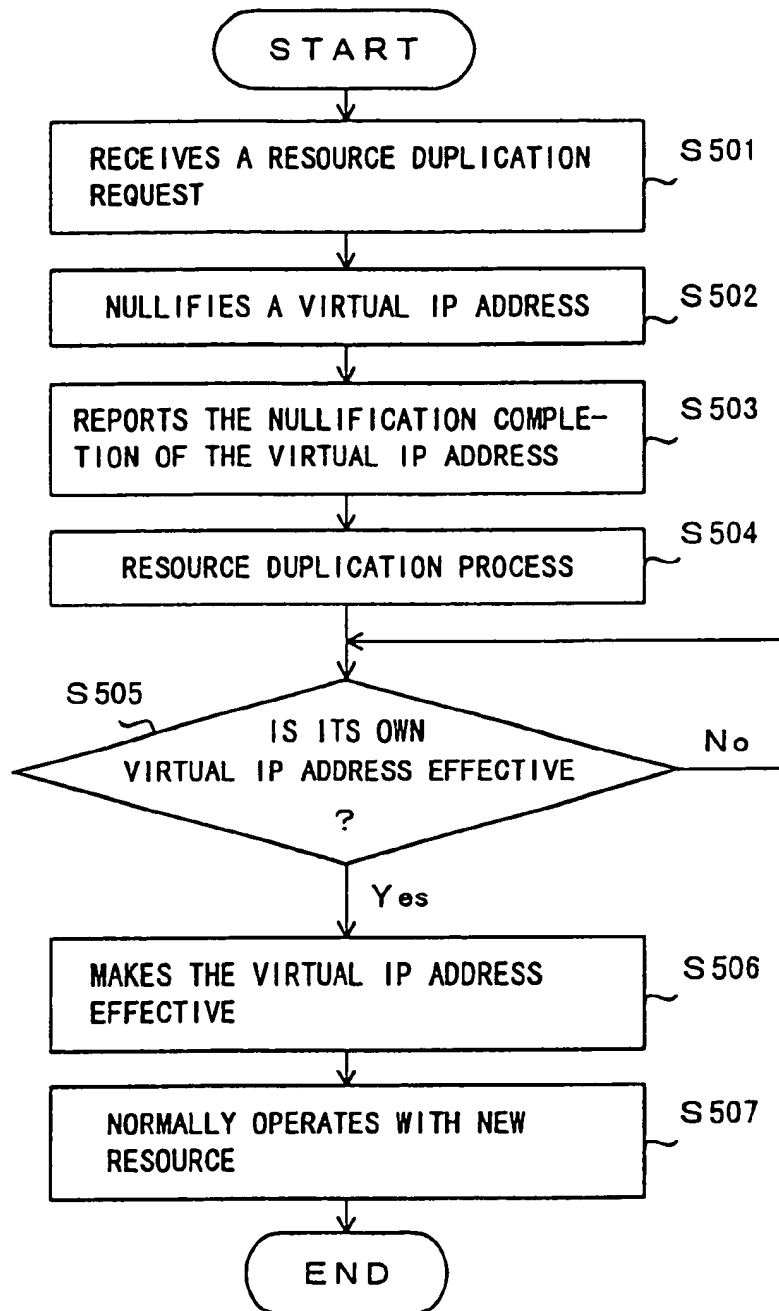 START
RECEIVES A RESOURCE DUPLICATION
REQUEST
S501
NULLIFIES A VIRTUAL IP ADDRESS
S502
REPORTS THE NULLIFICATION COMPLE-
TION OF THE VIRTUAL IP ADDRESS
S503
RESOURCE DUPLICATION PROCESS
S504
S505
IS ITS OWN
VIRTUAL IP ADDRESS EFFECTIVE
?
No
Yes
MAKES THE VIRTUAL IP ADDRESS
EFFECTIVE
S506
NORMALLY OPERATES WITH NEW
RESOURCE
S507
END